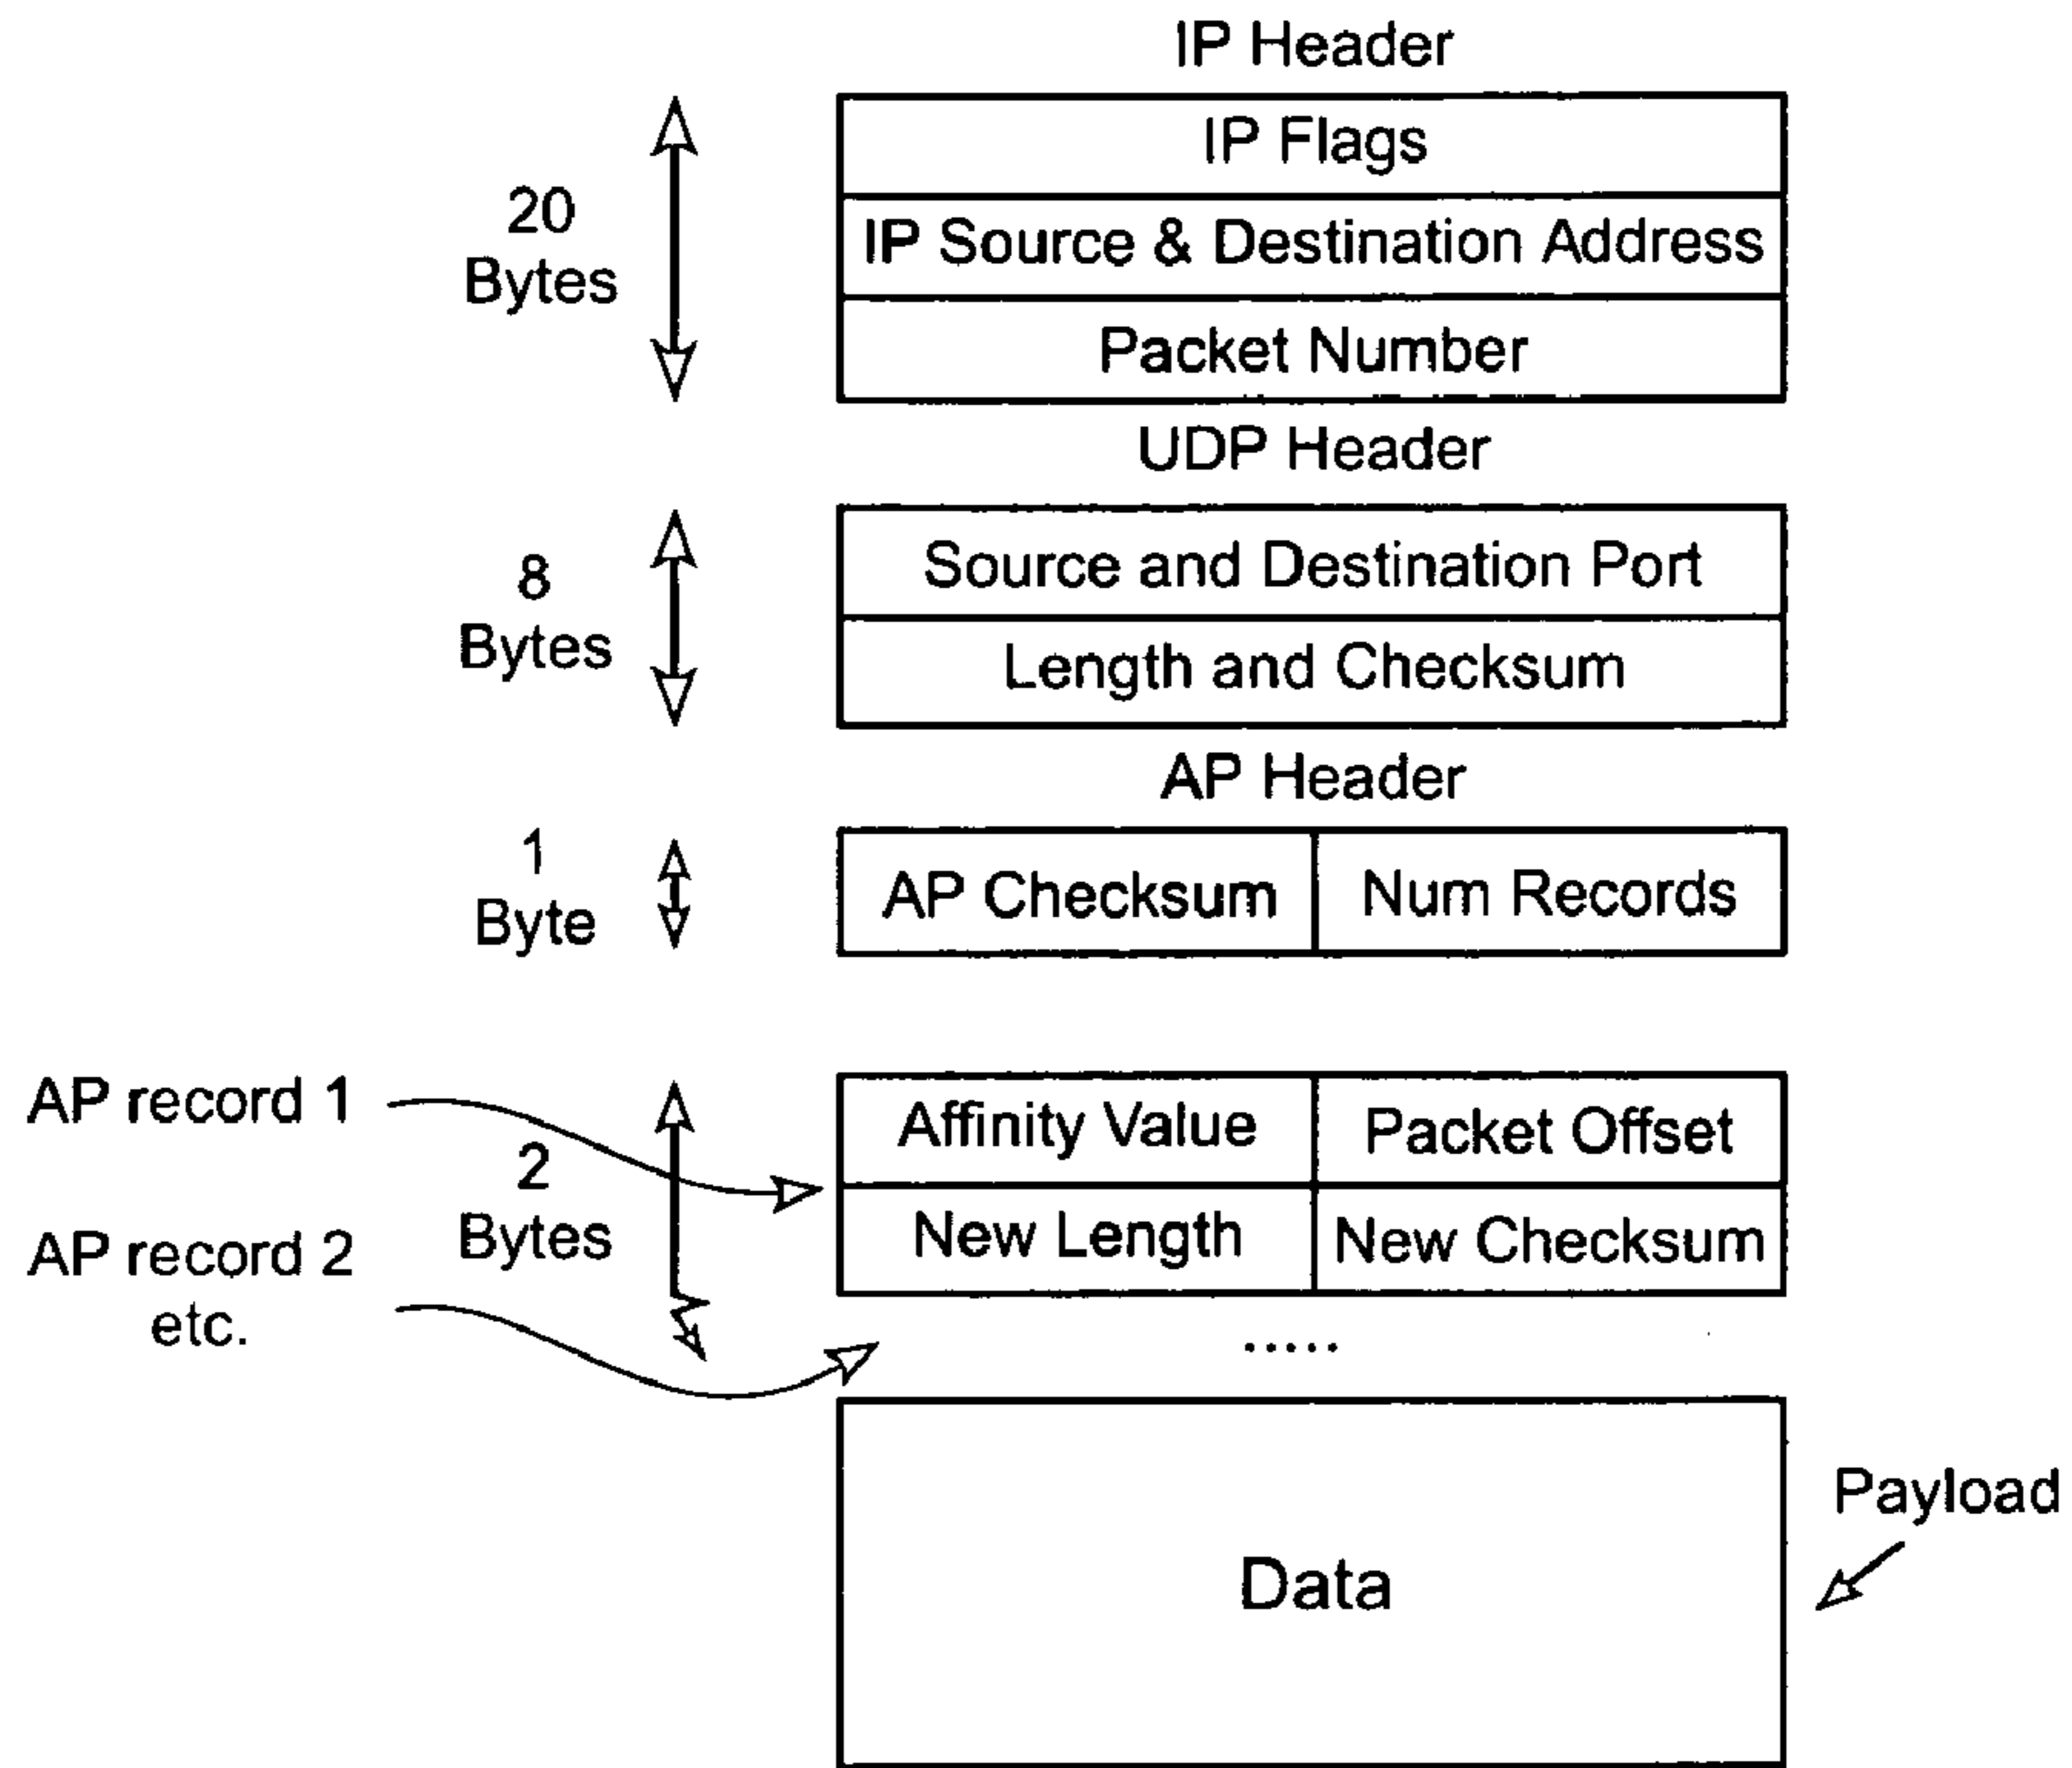 IP Header
IP Flags
20
Bytes
IP Source & Destination Address
Packet Number
UDP Header
8
Bytes
Source and Destination Port
Length and Checksum
AP Header
1
Byte
AP Checksum
Num Records
AP record 1
2
Bytes
Affinity Value
Packet Offset
New Length
New Checksum
AP record 2
etc.
.....
Data
Payload